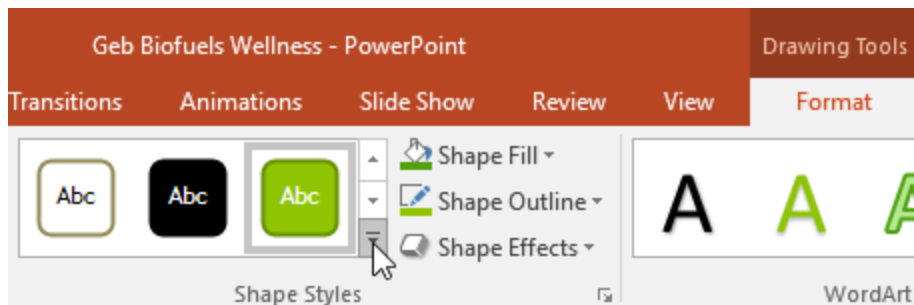 Geb Biofuels Wellness - PowerPoint
Drawing Tools
Transitions Animations Slide Show Review View Format
Abc Abc Abc
Shape Fill
Shape Outline
Shape Effects
A A A
Shape Styles
WordArt